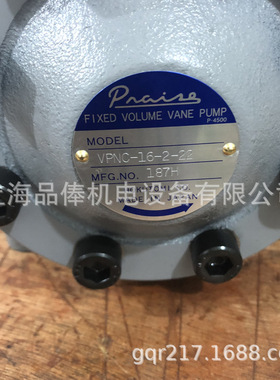 Praise
FIXED VOLUME VANE PUMP
P-4500
MODEL
VPNC-16-2-22
上海品俸机电设备有限公司
MFG.NO. 187H
JAPAN
gqr217.1688.com